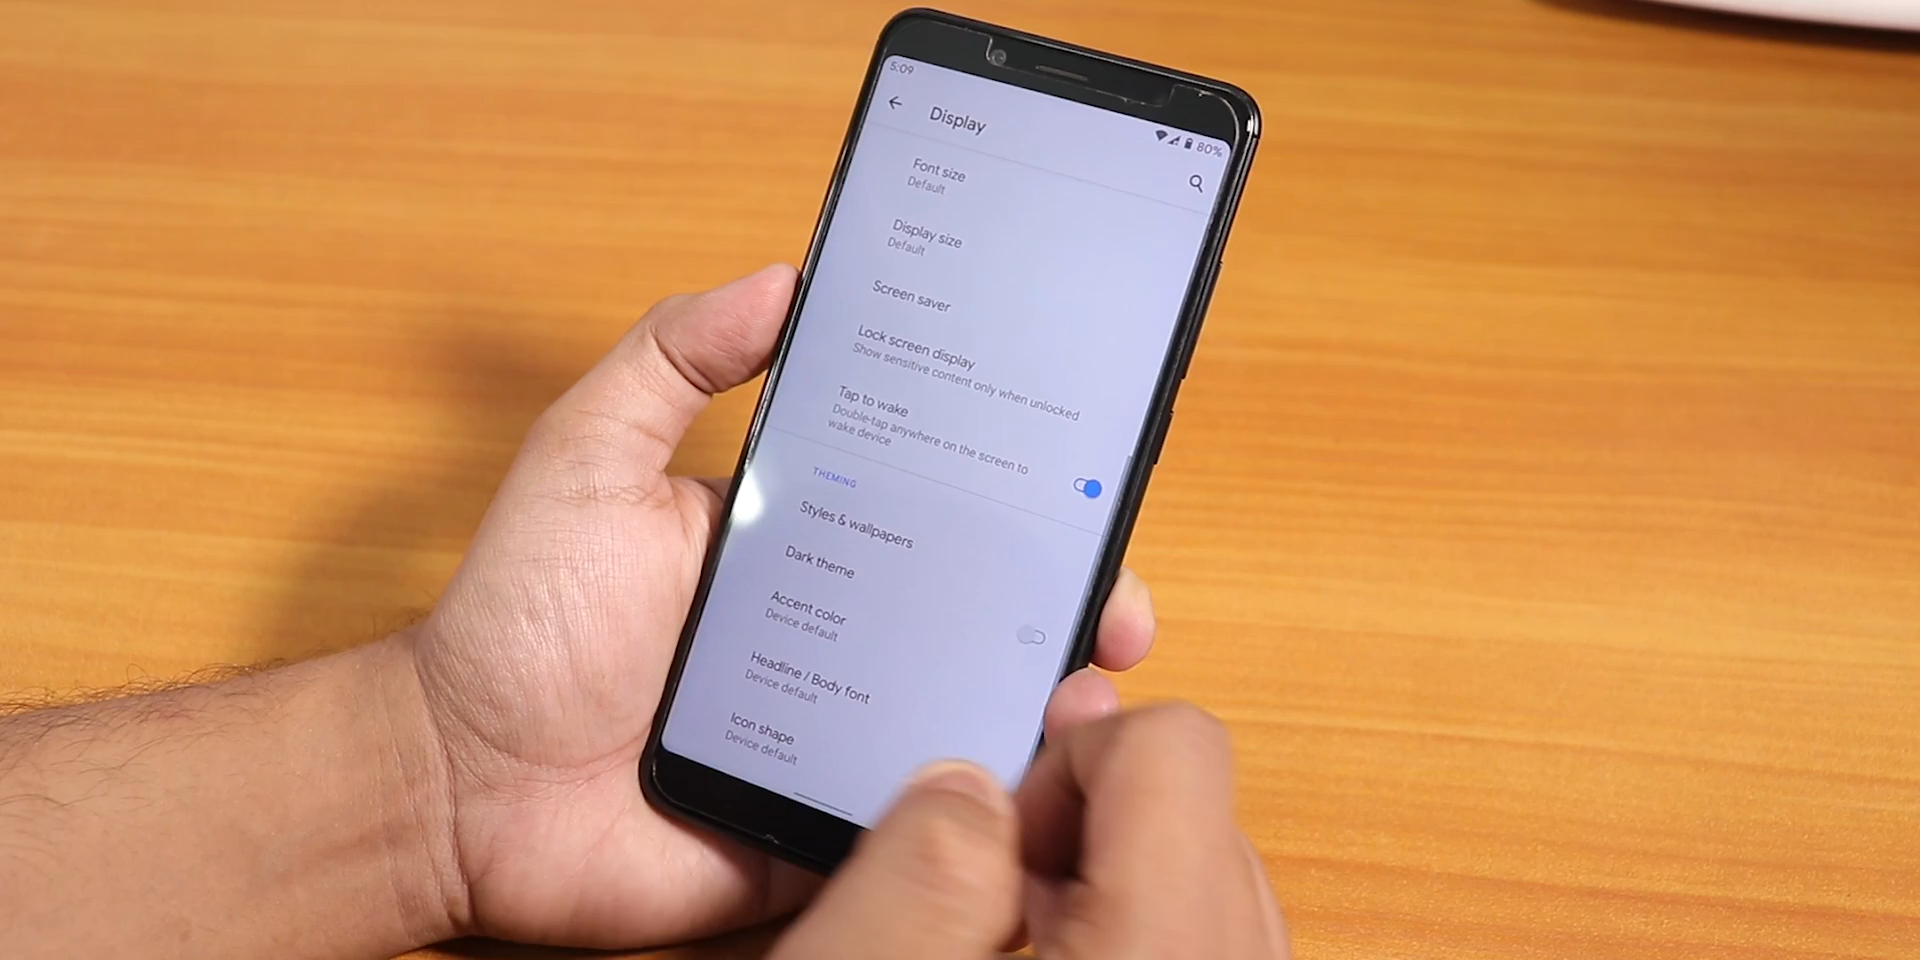 5:09
80%
Display
Font size
Default
Display size
Default
Screen saver
Lock screen display
Show sensitive content only when unlocked
Tap to wake
Double-tap anywhere on the screen to
wake device
THEMING
Styles & wallpapers
Dark theme
Accent color
Device default
Headline / Body font
Device default
Icon shape
Device default